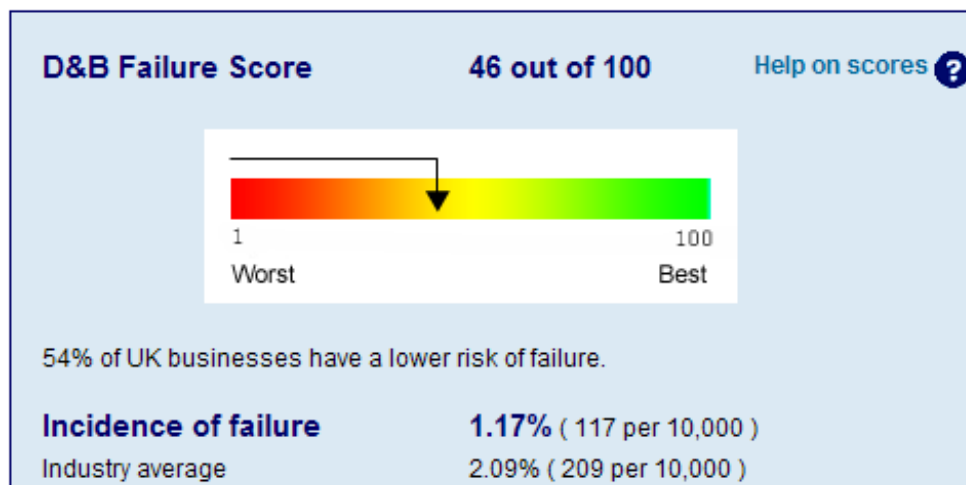 D&B Failure Score 46 out of 100 Help on scores ?
1 100
Worst Best
54% of UK businesses have a lower risk of failure.
Incidence of failure 1.17% ( 117 per 10,000 )
Industry average 2.09% ( 209 per 10,000 )